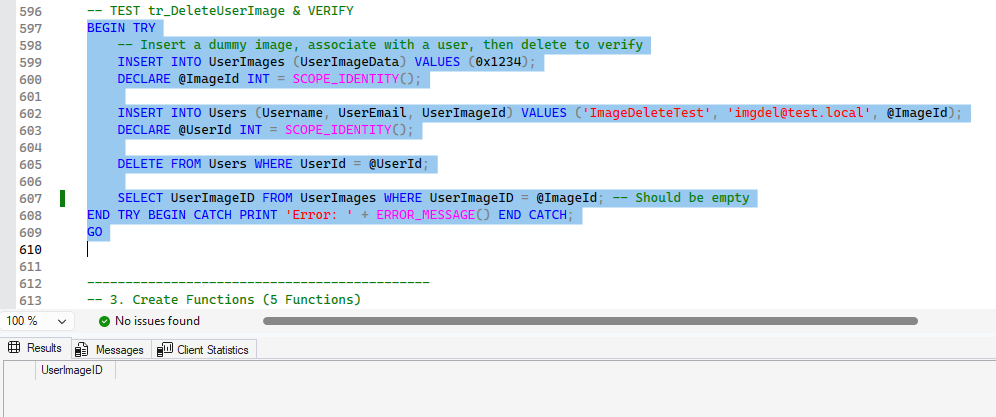 596 -- TEST tr_DeleteUserImage & VERIFY
597 BEGIN TRY
598 -- Insert a dummy image, associate with a user, then delete to verify
599 INSERT INTO UserImages (UserImageData) VALUES (0x1234);
600 DECLARE @ImageId INT = SCOPE_IDENTITY();
601
602 INSERT INTO Users (Username, UserEmail, UserImageId) VALUES ('ImageDeleteTest', 'imgdel@test.local', @ImageId);
603 DECLARE @UserId INT = SCOPE_IDENTITY();
604
605 DELETE FROM Users WHERE UserId = @UserId;
606
607 SELECT UserImageID FROM UserImages WHERE UserImageID = @ImageId; -- Should be empty
608 END TRY BEGIN CATCH PRINT 'Error: ' + ERROR_MESSAGE() END CATCH;
609 GO
610
611
612 --------------------------------------------
613 -- 3. Create Functions (5 Functions)
100 % No issues found
Results Messages Client Statistics
UserImageID